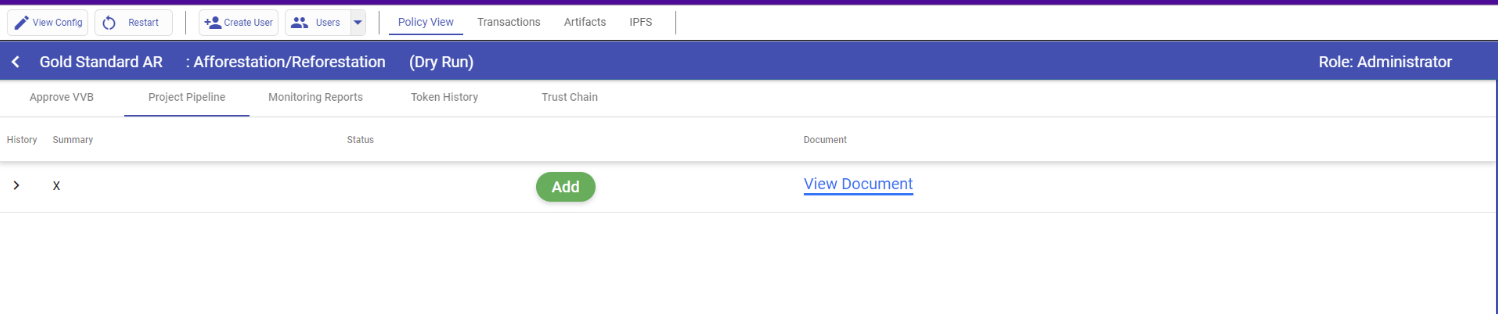 View Config Restart Create User Users Policy View Transactions Artifacts IPFS
Gold Standard AR : Afforestation/Reforestation (Dry Run) Role: Administrator
Approve VVB Project Pipeline Monitoring Reports Token History Trust Chain
History Summary Status Document
X Add View Document